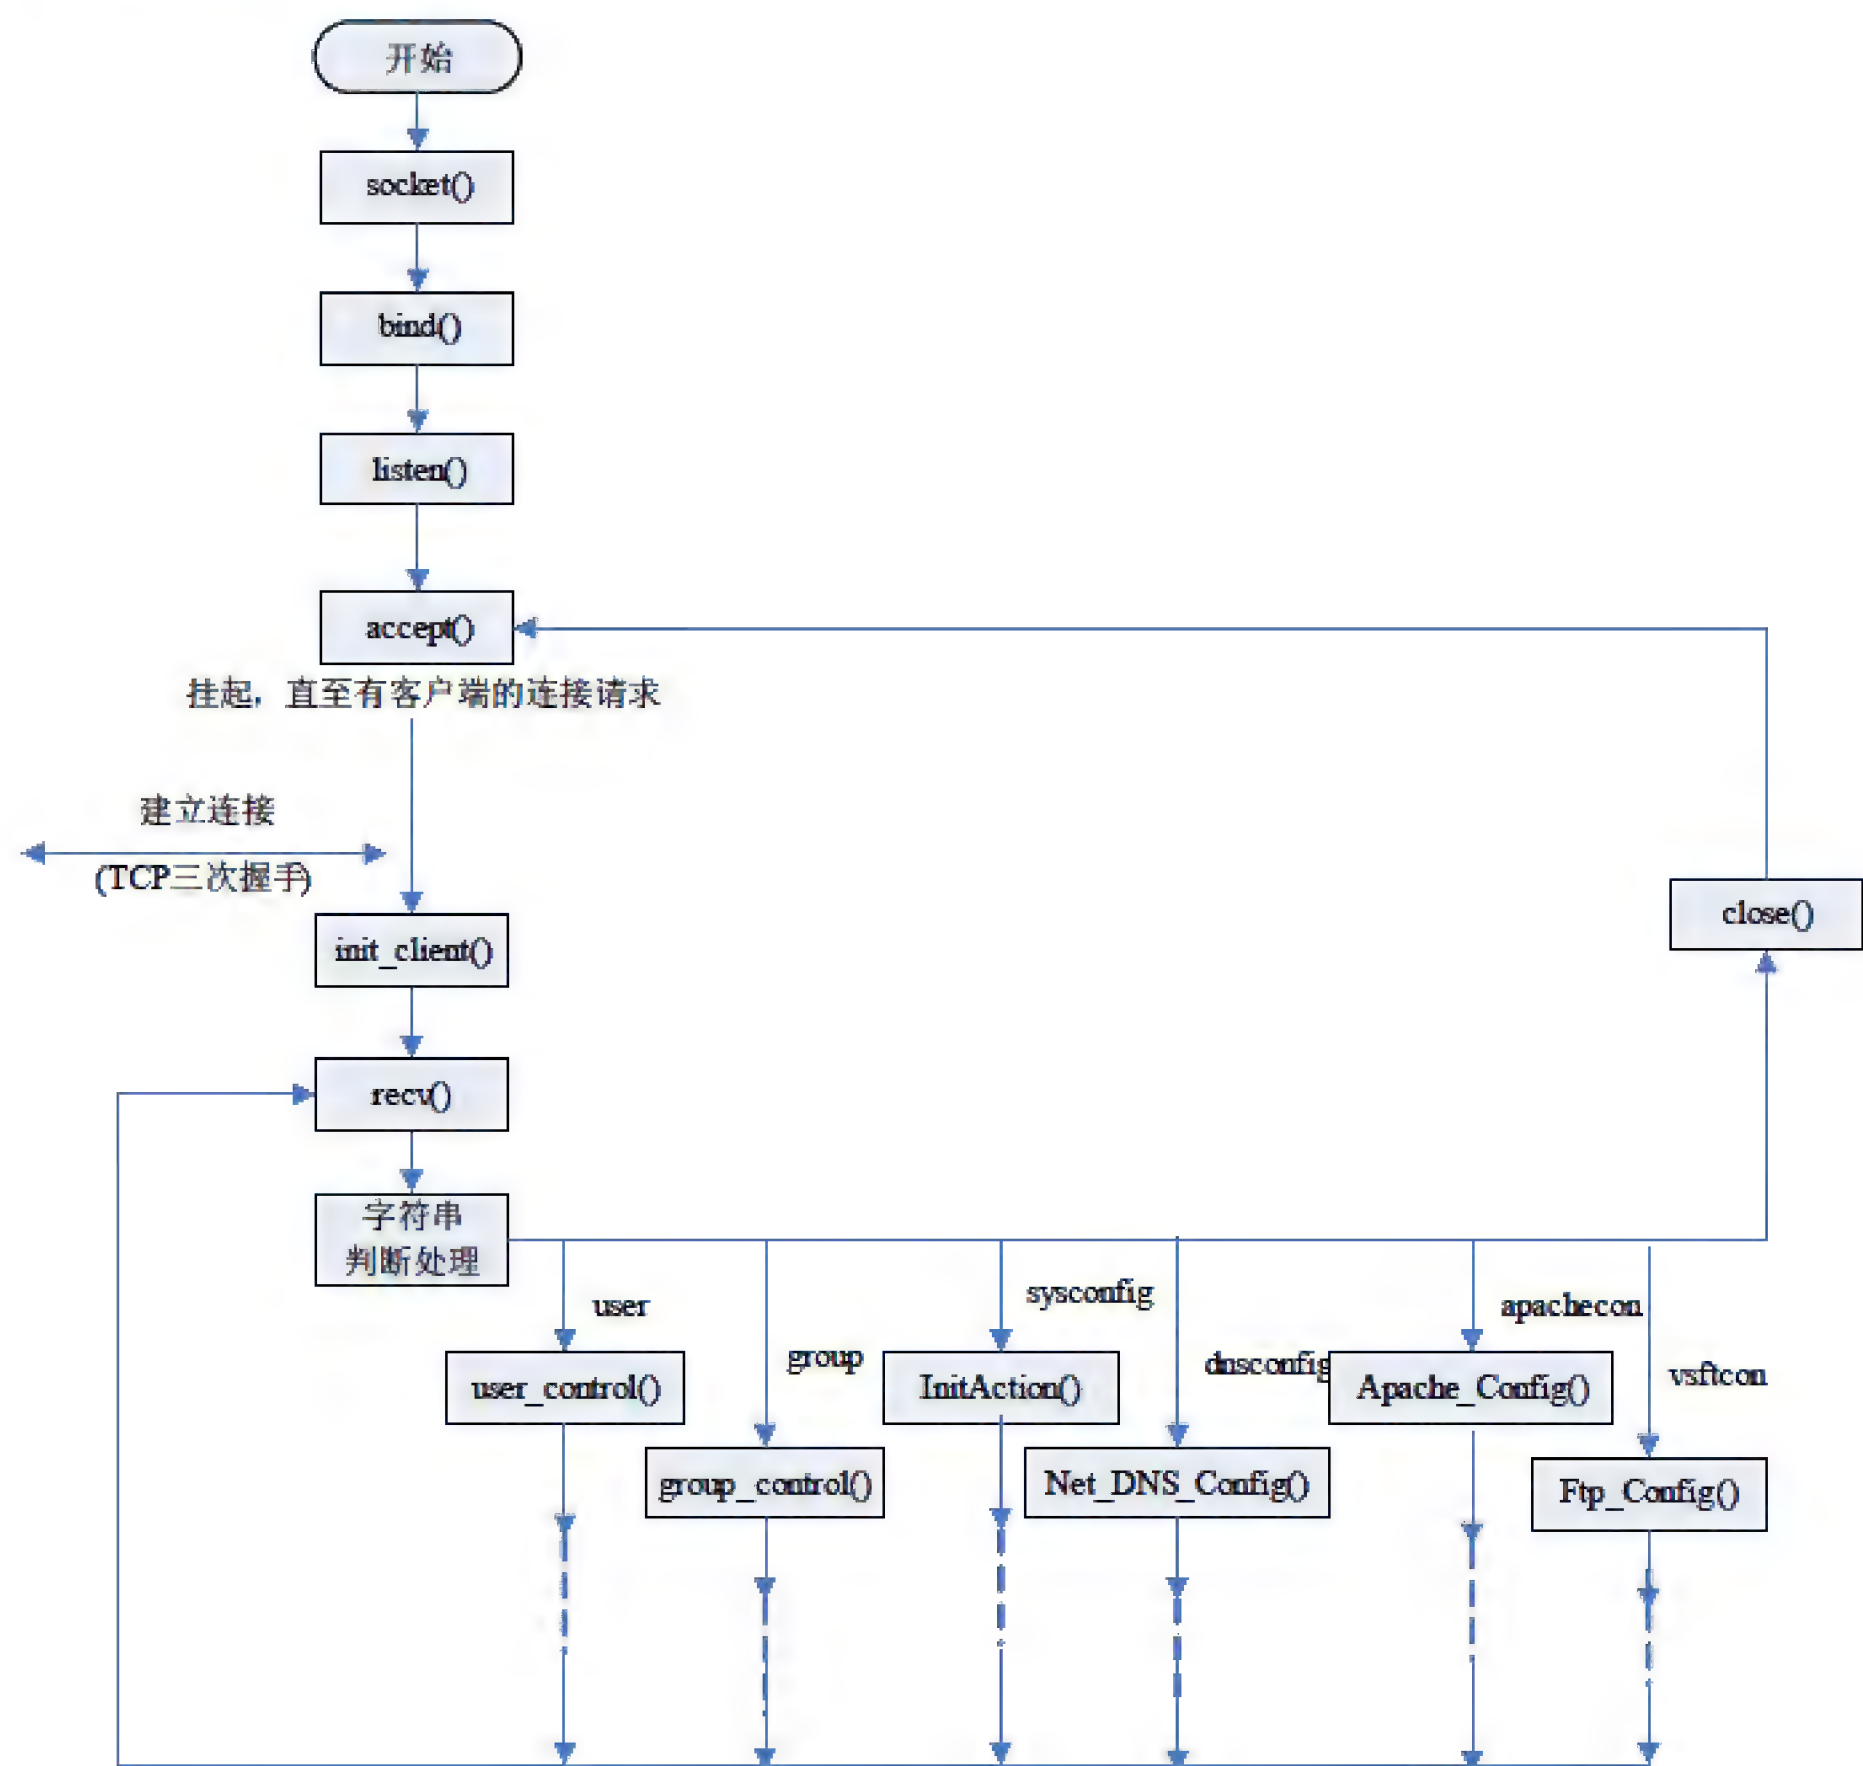 开始
socket()
bind()
listen()
accept()
挂起，直至有客户端的连接请求
建立连接
(TCP三次握手)
close()
init_client()
recv()
字符串
判断处理
user
sysconfig
apachecon
group
dnsconfig
vsftcon
user_control()
InitAction()
Apache_Config()
group_control()
Net_DNS_Config()
Ftp_Config()